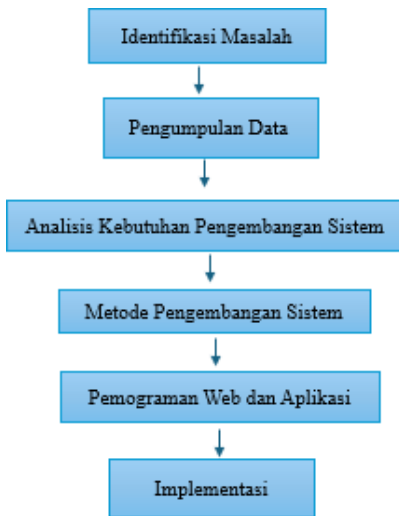 Identifikasi Masalah
Pengumpulan Data
Analisis Kebutuhan Pengembangan Sistem
Metode Pengembangan Sistem
Pemograman Web dan Aplikasi
Implementasi